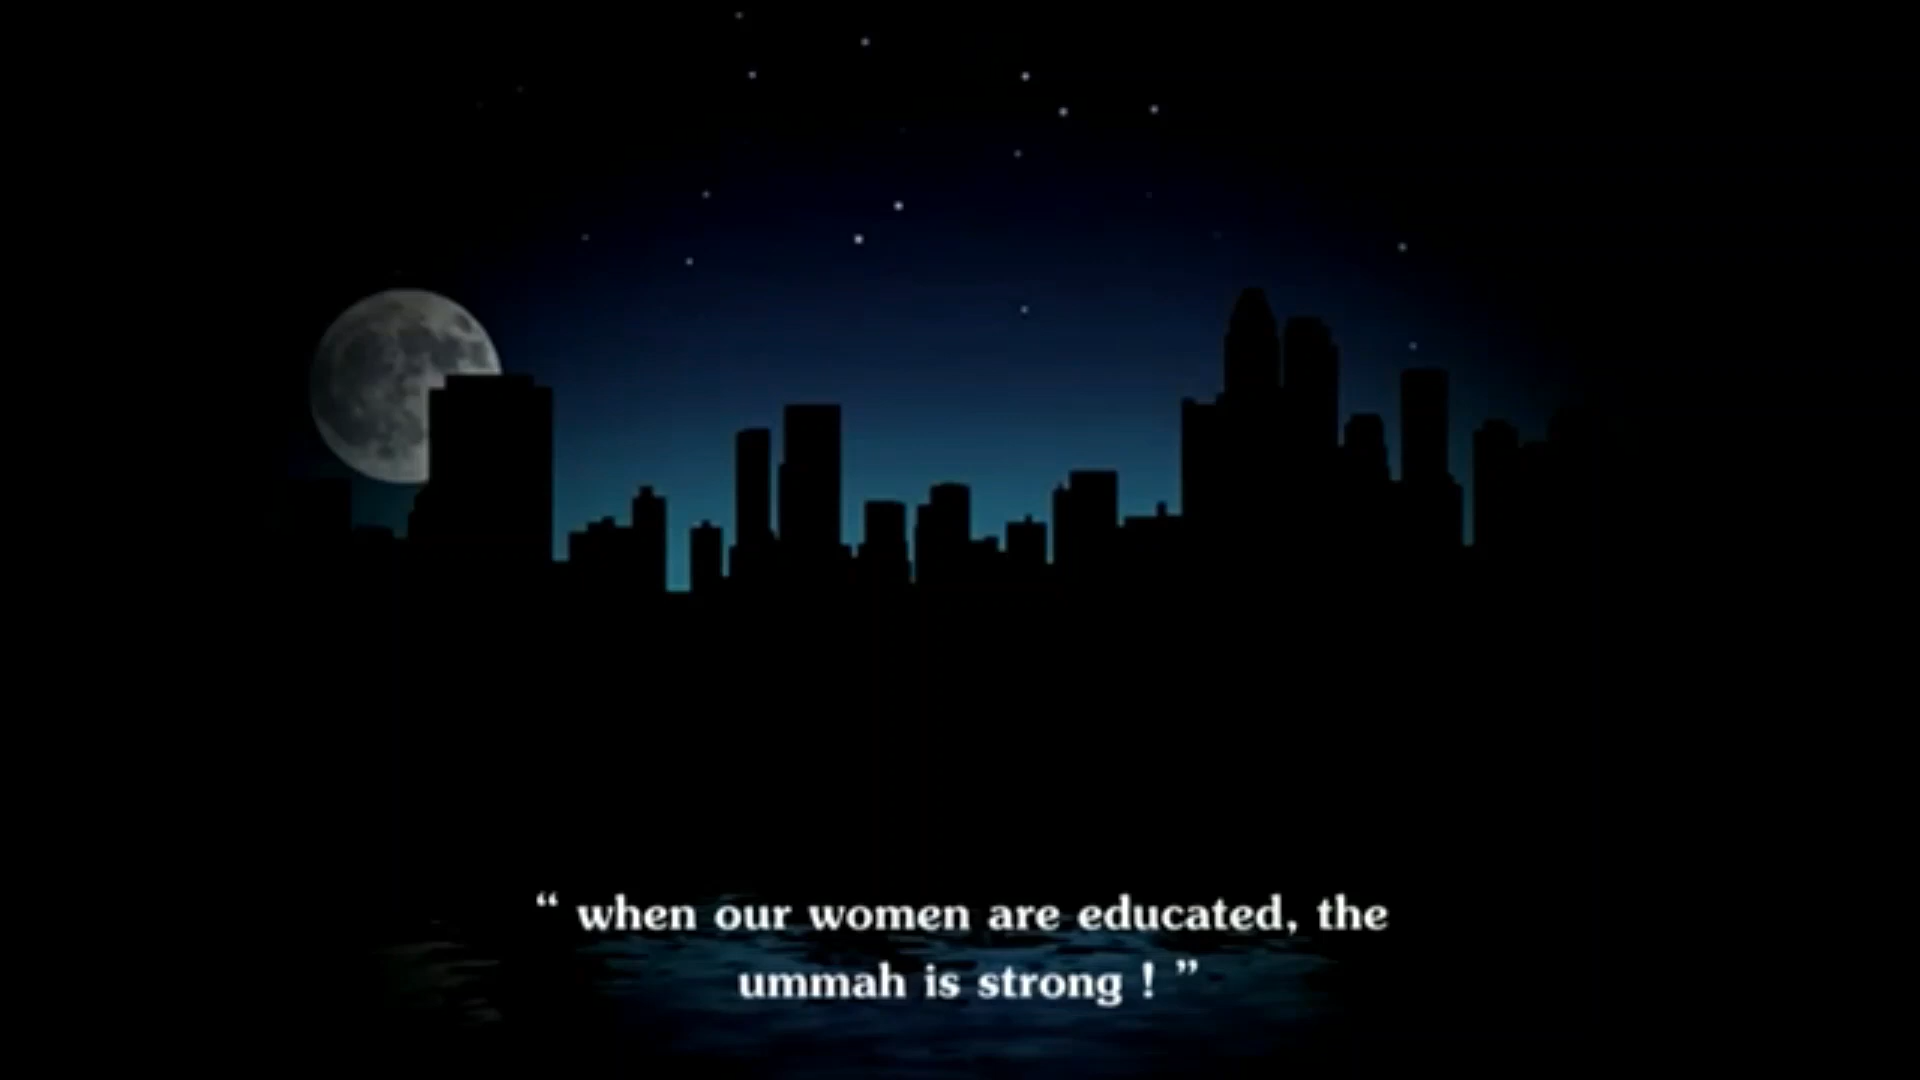 “ when our women are educated, the
ummah is strong ! ”